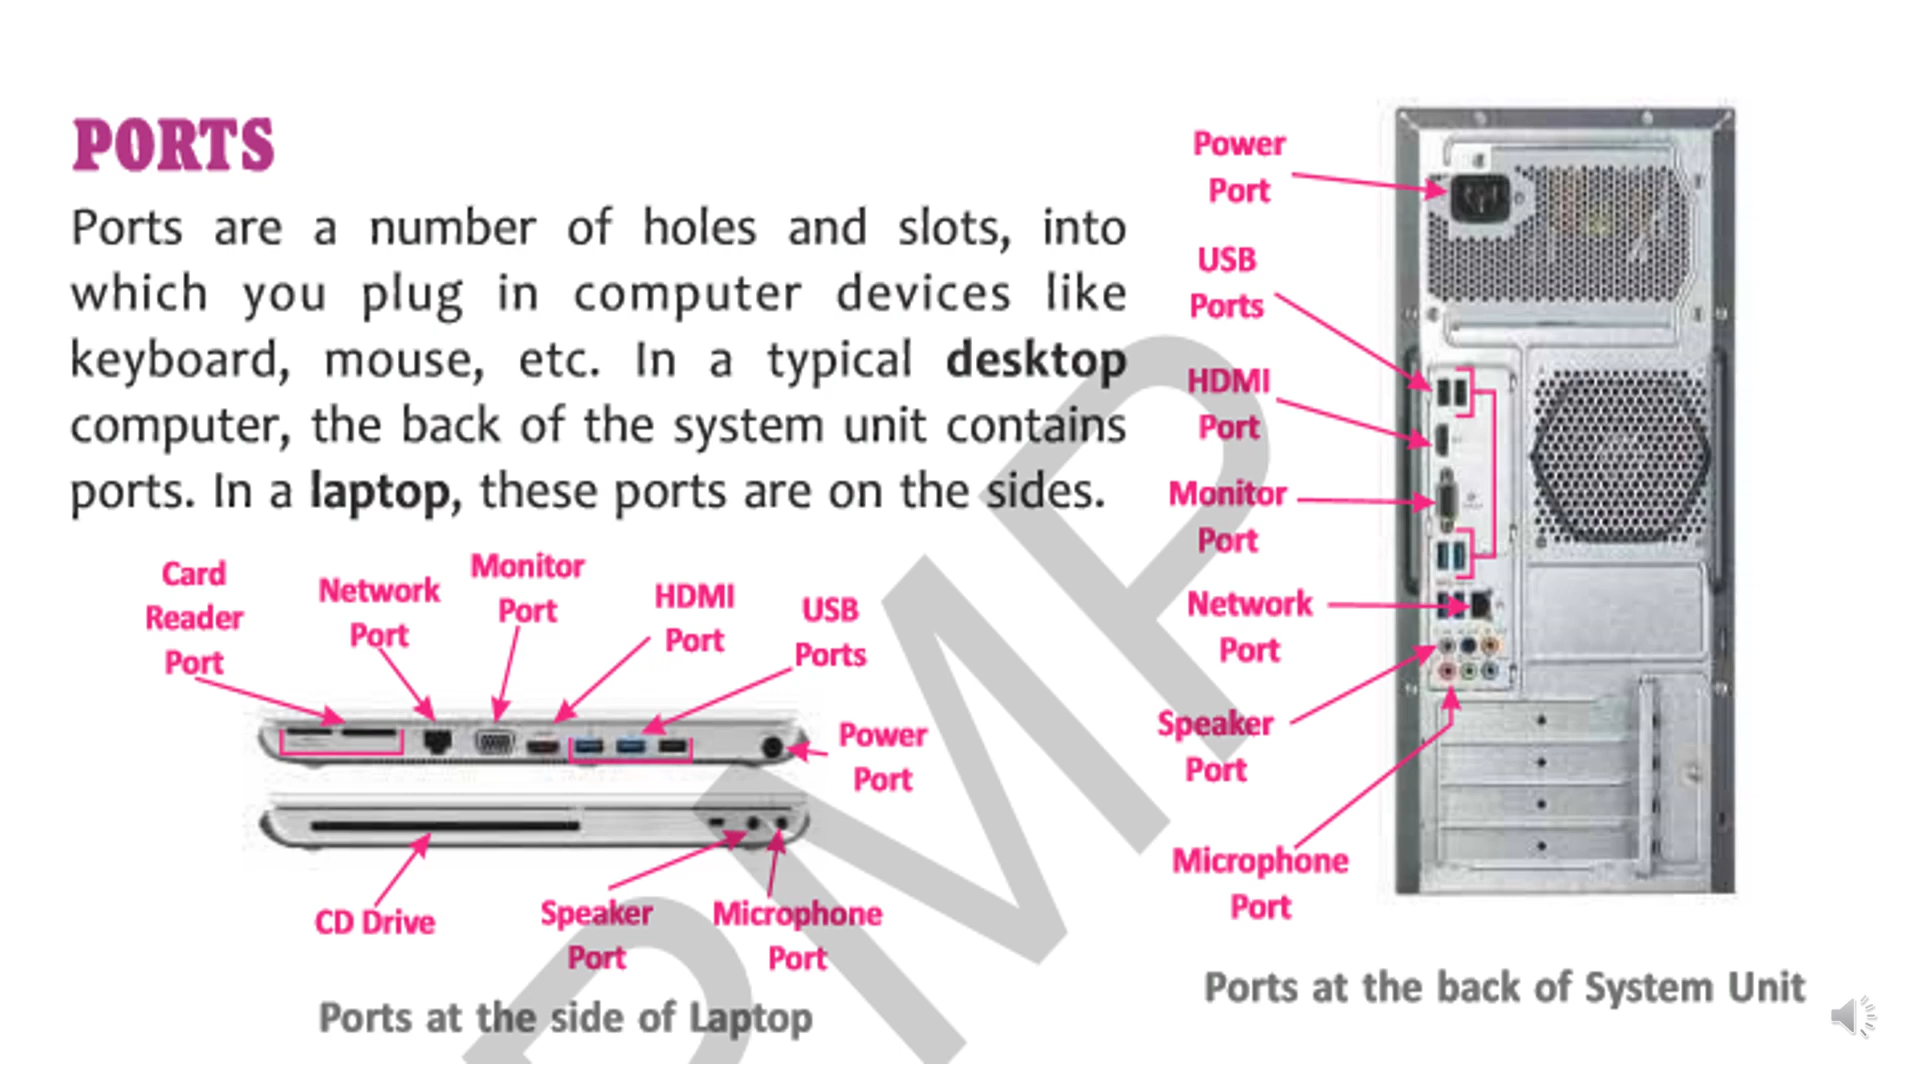 PORTS
Ports are a number of holes and slots, into
which you plug in computer devices like
keyboard, mouse, etc. In a typical desktop
computer, the back of the system unit contains
ports. In a laptop, these ports are on the sides.
Card
Reader
Port
Network
Port
Monitor
Port
HDMI
Port
USB
Ports
Power
Port
CD Drive
Speaker
Port
Microphone
Port
Ports at the side of Laptop
Power
Port
USB
Ports
HDMI
Port
Monitor
Port
Network
Port
Speaker
Port
Microphone
Port
Ports at the back of System Unit
PMP